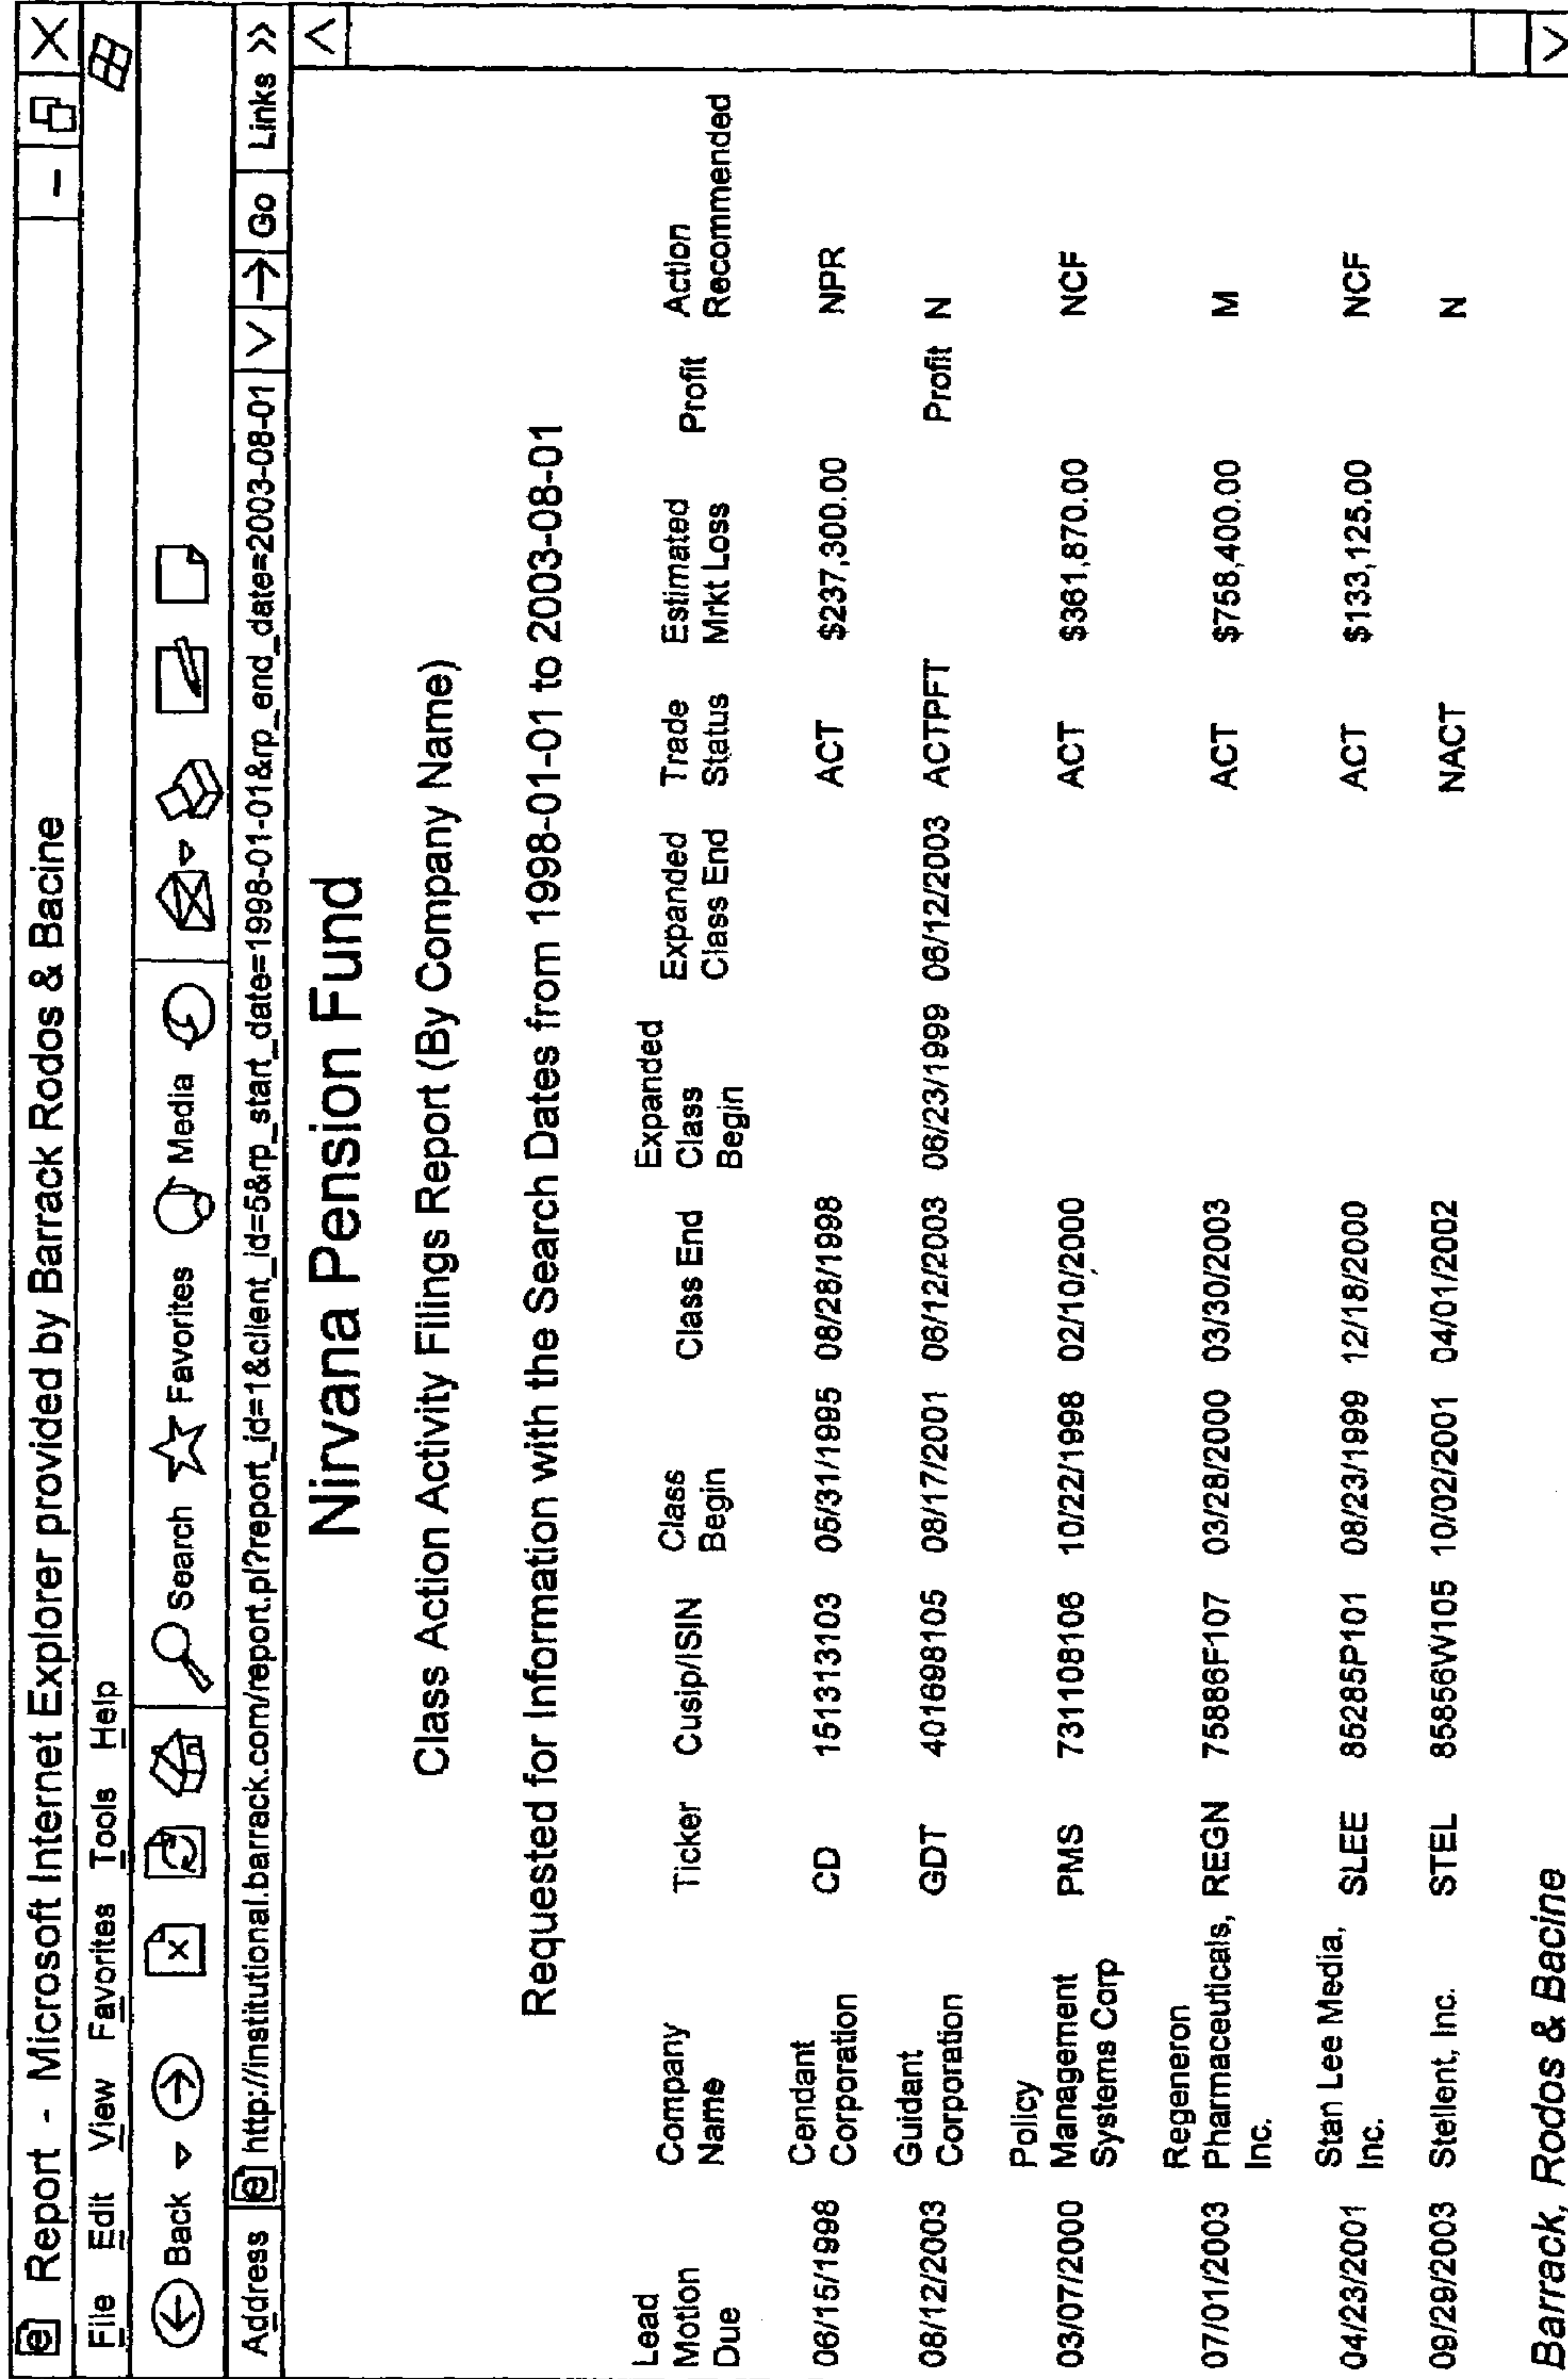 Report - Microsoft Internet Explorer provided by Barrack Rodos & Bacine
File Edit View Favorites Tools Help
Back Search Favorites Media
Address http://institutional.barrack.com/report.pl?report_id=1&client_id=5&rp_start_date=1998-01-01&rp_end_date=2003-08-01 Go Links >>
Nirvana Pension Fund
Class Action Activity Filings Report (By Company Name)
Requested for Information with the Search Dates from 1998-01-01 to 2003-08-01
Lead Motion Due Company Name Ticker Cusip/ISIN Class Begin Class End Expanded Class Begin Expanded Class End Trade Status Estimated Mrkt Loss Profit Action Recommended
06/15/1998 Cendant Corporation CD 151313103 05/31/1995 08/28/1998 ACT $237,300.00 NPR
08/12/2003 Guidant Corporation GDT 401698105 08/17/2001 06/12/2003 06/23/1999 06/12/2003 ACTPFT Profit N
03/07/2000 Policy Management Systems Corp PMS 731108106 10/22/1998 02/10/2000 ACT $361,870.00 NCF
07/01/2003 Regeneron Pharmaceuticals, Inc. REGN 75886F107 03/28/2000 03/30/2003 ACT $758,400.00 M
04/23/2001 Stan Lee Media, Inc. SLEE 85285P101 08/23/1999 12/18/2000 ACT $133,125.00 NCF
09/29/2003 Stellent, Inc. STEL 85856W105 10/02/2001 04/01/2002 NACT N
Barrack, Rodos & Bacine